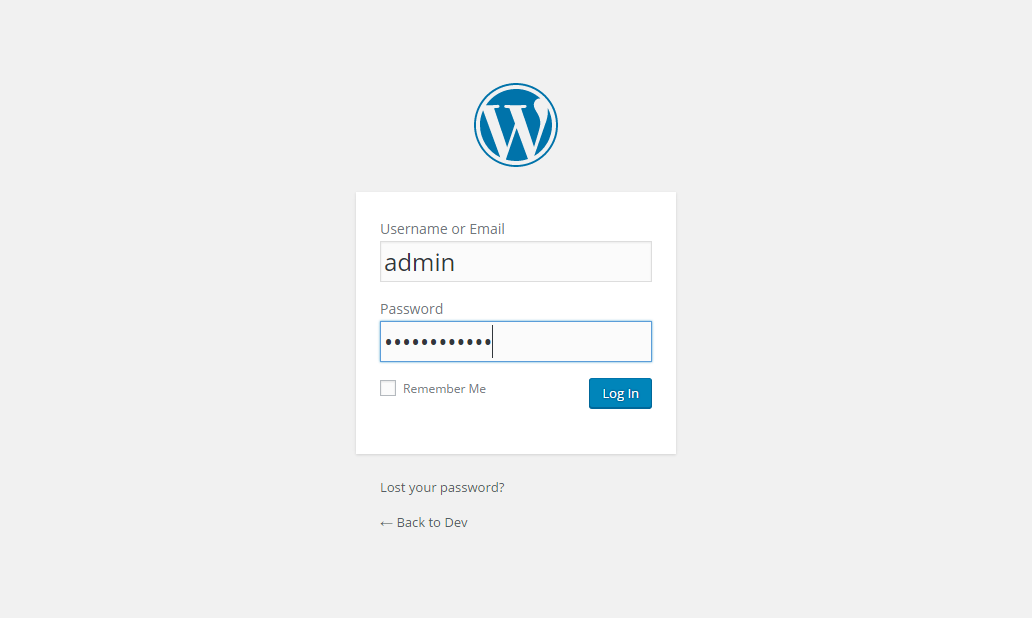 Username or Email
admin
Password
••••••••••••
Remember Me
Log In
Lost your password?
← Back to Dev